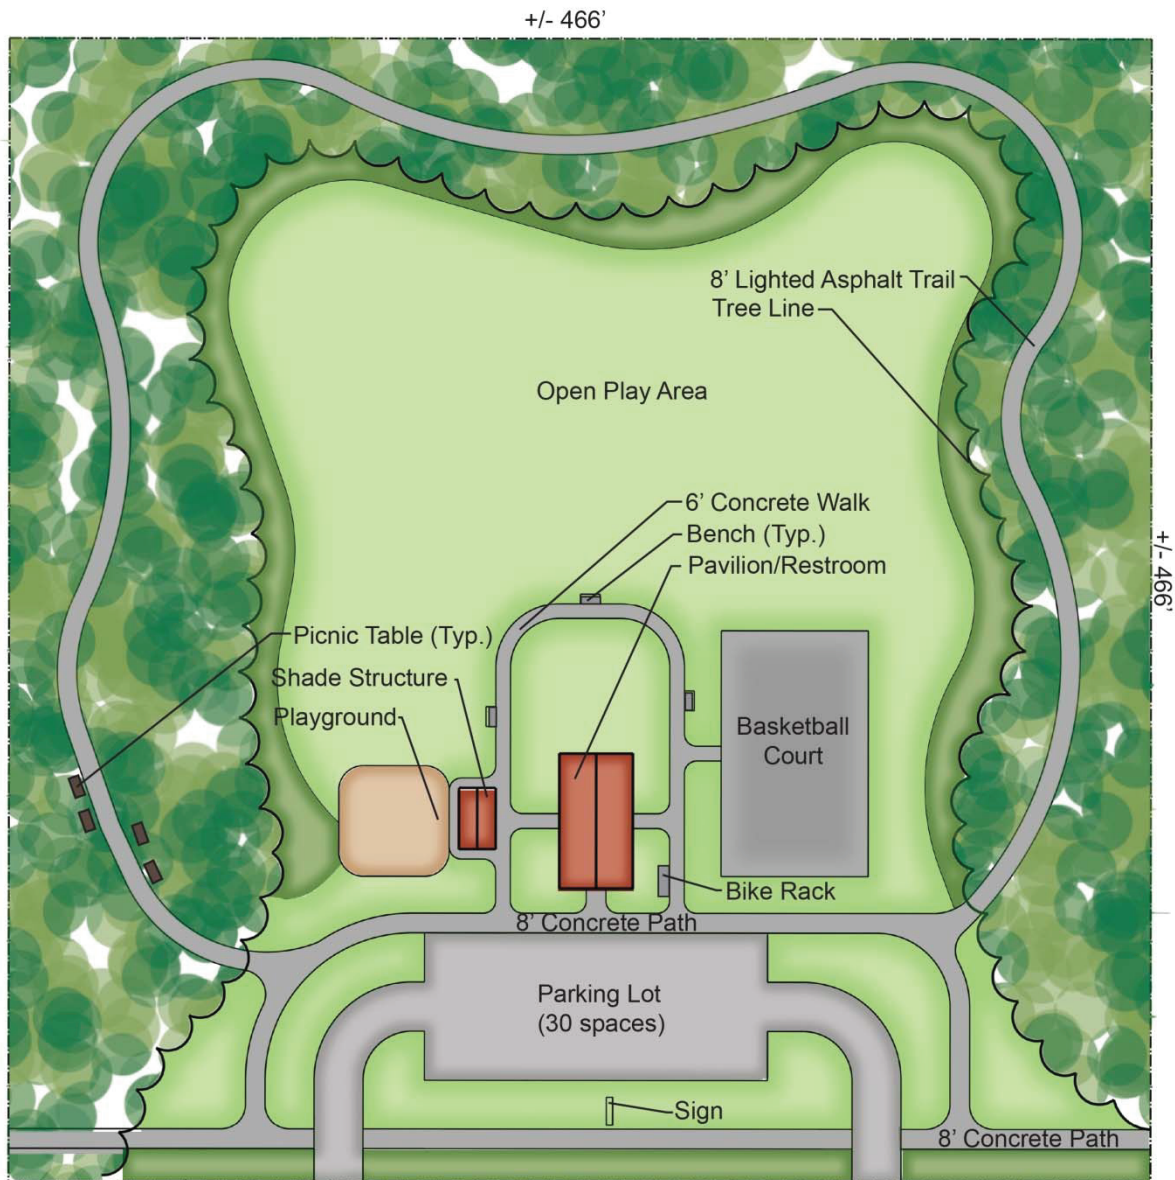 +/- 466’
8’ Lighted Asphalt Trail
Tree Line
Open Play Area
6’ Concrete Walk
Bench (Typ.)
Pavilion/Restroom
+/- 466’
Picnic Table (Typ.)
Shade Structure
Playground
Basketball
Court
Bike Rack
8’ Concrete Path
Parking Lot
(30 spaces)
Sign
8’ Concrete Path